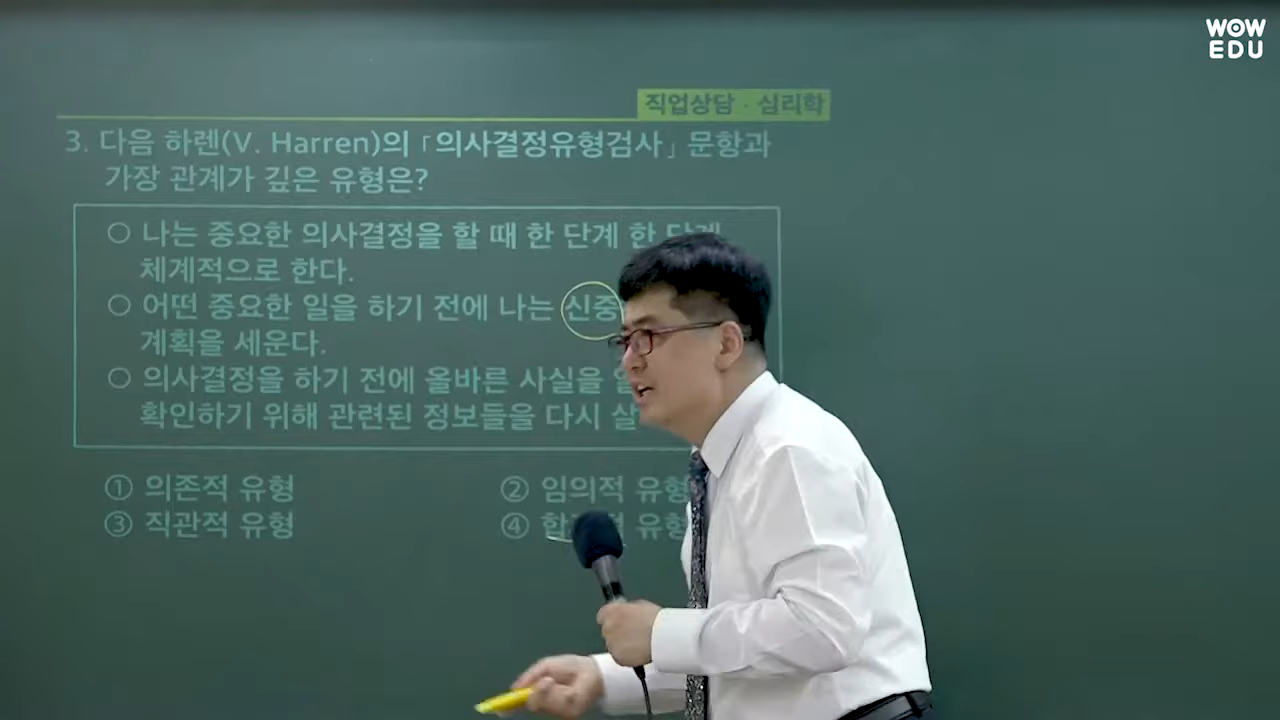 WOW
EDU
직업상담 · 심리학
3. 다음 하렌(V. Harren)의 「의사결정유형검사」 문항과
가장 관계가 깊은 유형은?
○ 나는 중요한 의사결정을 할 때 한 단계 한 단계
체계적으로 한다.
○ 어떤 중요한 일을 하기 전에 나는 신중
계획을 세운다.
○ 의사결정을 하기 전에 올바른 사실을
확인하기 위해 관련된 정보들을 다시
① 의존적 유형
② 임의적 유형
③ 직관적 유형
④ 유형